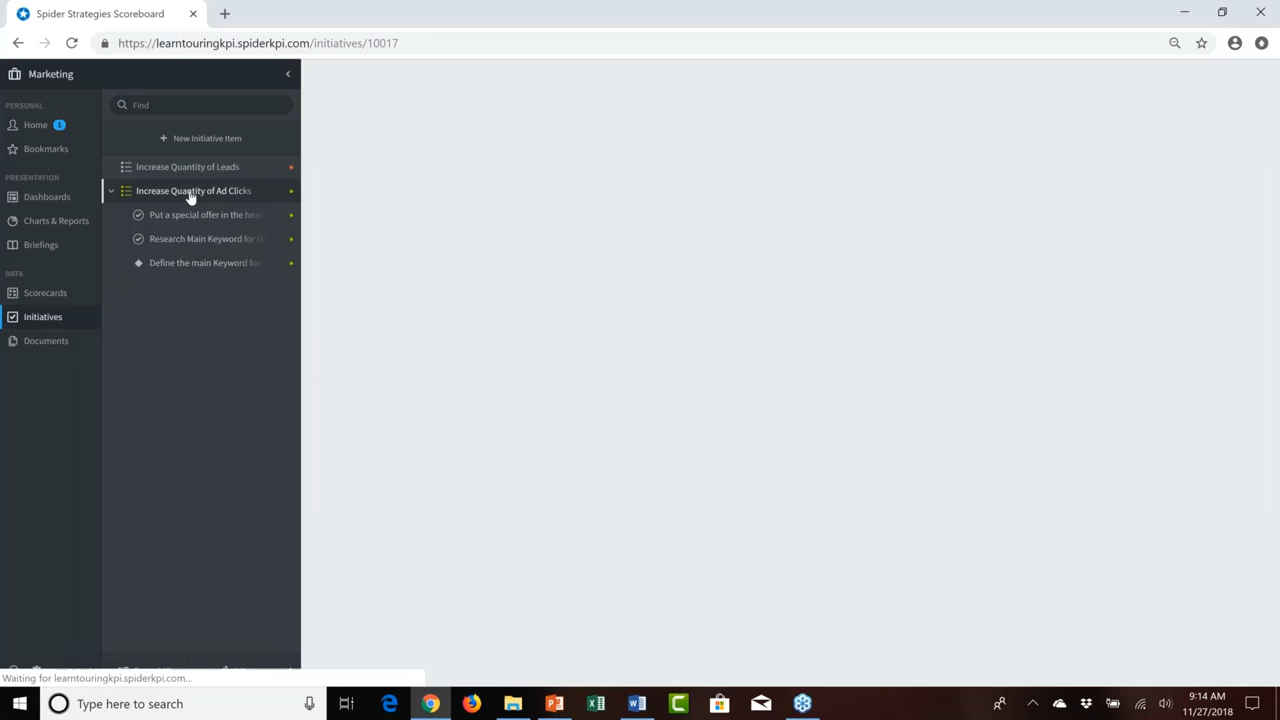 Spider Strategies Scoreboard
https://learntouringkpi.spiderkpi.com/initiatives/10017
Marketing
Find
PERSONAL
Home 1
New Initiative Item
Bookmarks
Increase Quantity of Leads
PRESENTATION
Increase Quantity of Ad Clicks
Dashboards
Put a special offer in the
Charts & Reports
Research Main Keyword for
Briefings
Define the main Keyword for
DATA
Scorecards
Initiatives
Documents
Waiting for learntouringkpi.spiderkpi.com...
Type here to search
9:14 AM
11/27/2018